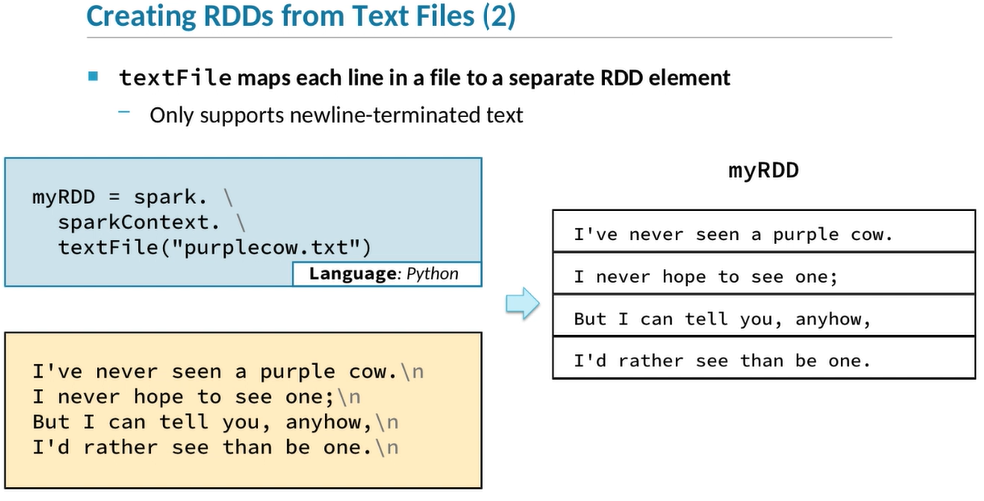 Creating RDDs from Text Files (2)
▪ textFile maps each line in a file to a separate RDD element
– Only supports newline-terminated text
myRDD = spark. \
  sparkContext. \
  textFile("purplecow.txt")
Language: Python
I've never seen a purple cow.\n
I never hope to see one;\n
But I can tell you, anyhow,\n
I'd rather see than be one.\n
myRDD
I've never seen a purple cow.
I never hope to see one;
But I can tell you, anyhow,
I'd rather see than be one.